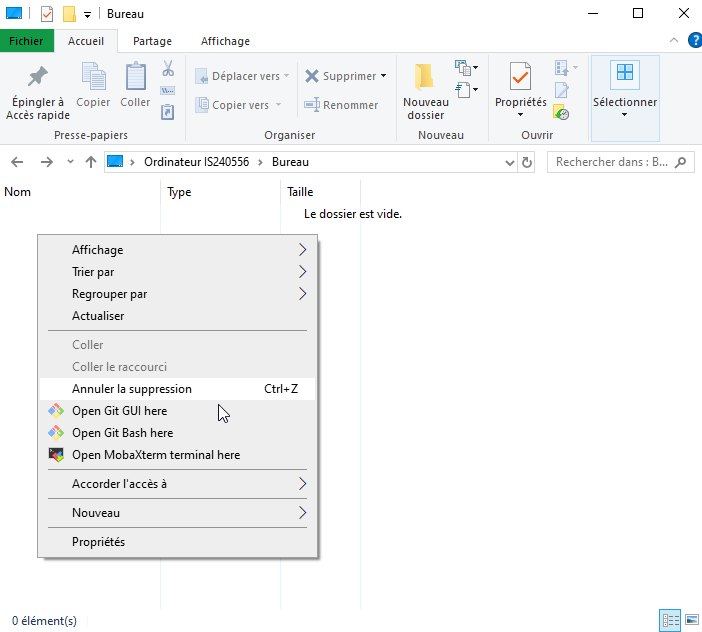 Bureau
Fichier
Accueil
Partage
Affichage
Épingler à
Accès rapide
Copier
Coller
Déplacer vers
Copier vers
Supprimer
Renommer
Nouveau
dossier
Propriétés
Sélectionner
Presse-papiers
Organiser
Nouveau
Ouvrir
Ordinateur IS240556
Bureau
Rechercher dans : B...
Nom
Type
Taille
Le dossier est vide.
Affichage
Trier par
Regrouper par
Actualiser
Coller
Coller le raccourci
Annuler la suppression Ctrl+Z
Open Git GUI here
Open Git Bash here
Open MobaXterm terminal here
Accorder l'accès à
Nouveau
Propriétés
0 élément(s)